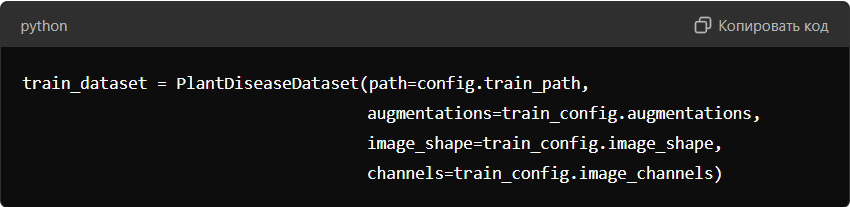 python Копировать код
train_dataset = PlantDiseaseDataset(path=config.train_path,
augmentations=train_config.augmentations,
image_shape=train_config.image_shape,
channels=train_config.image_channels)